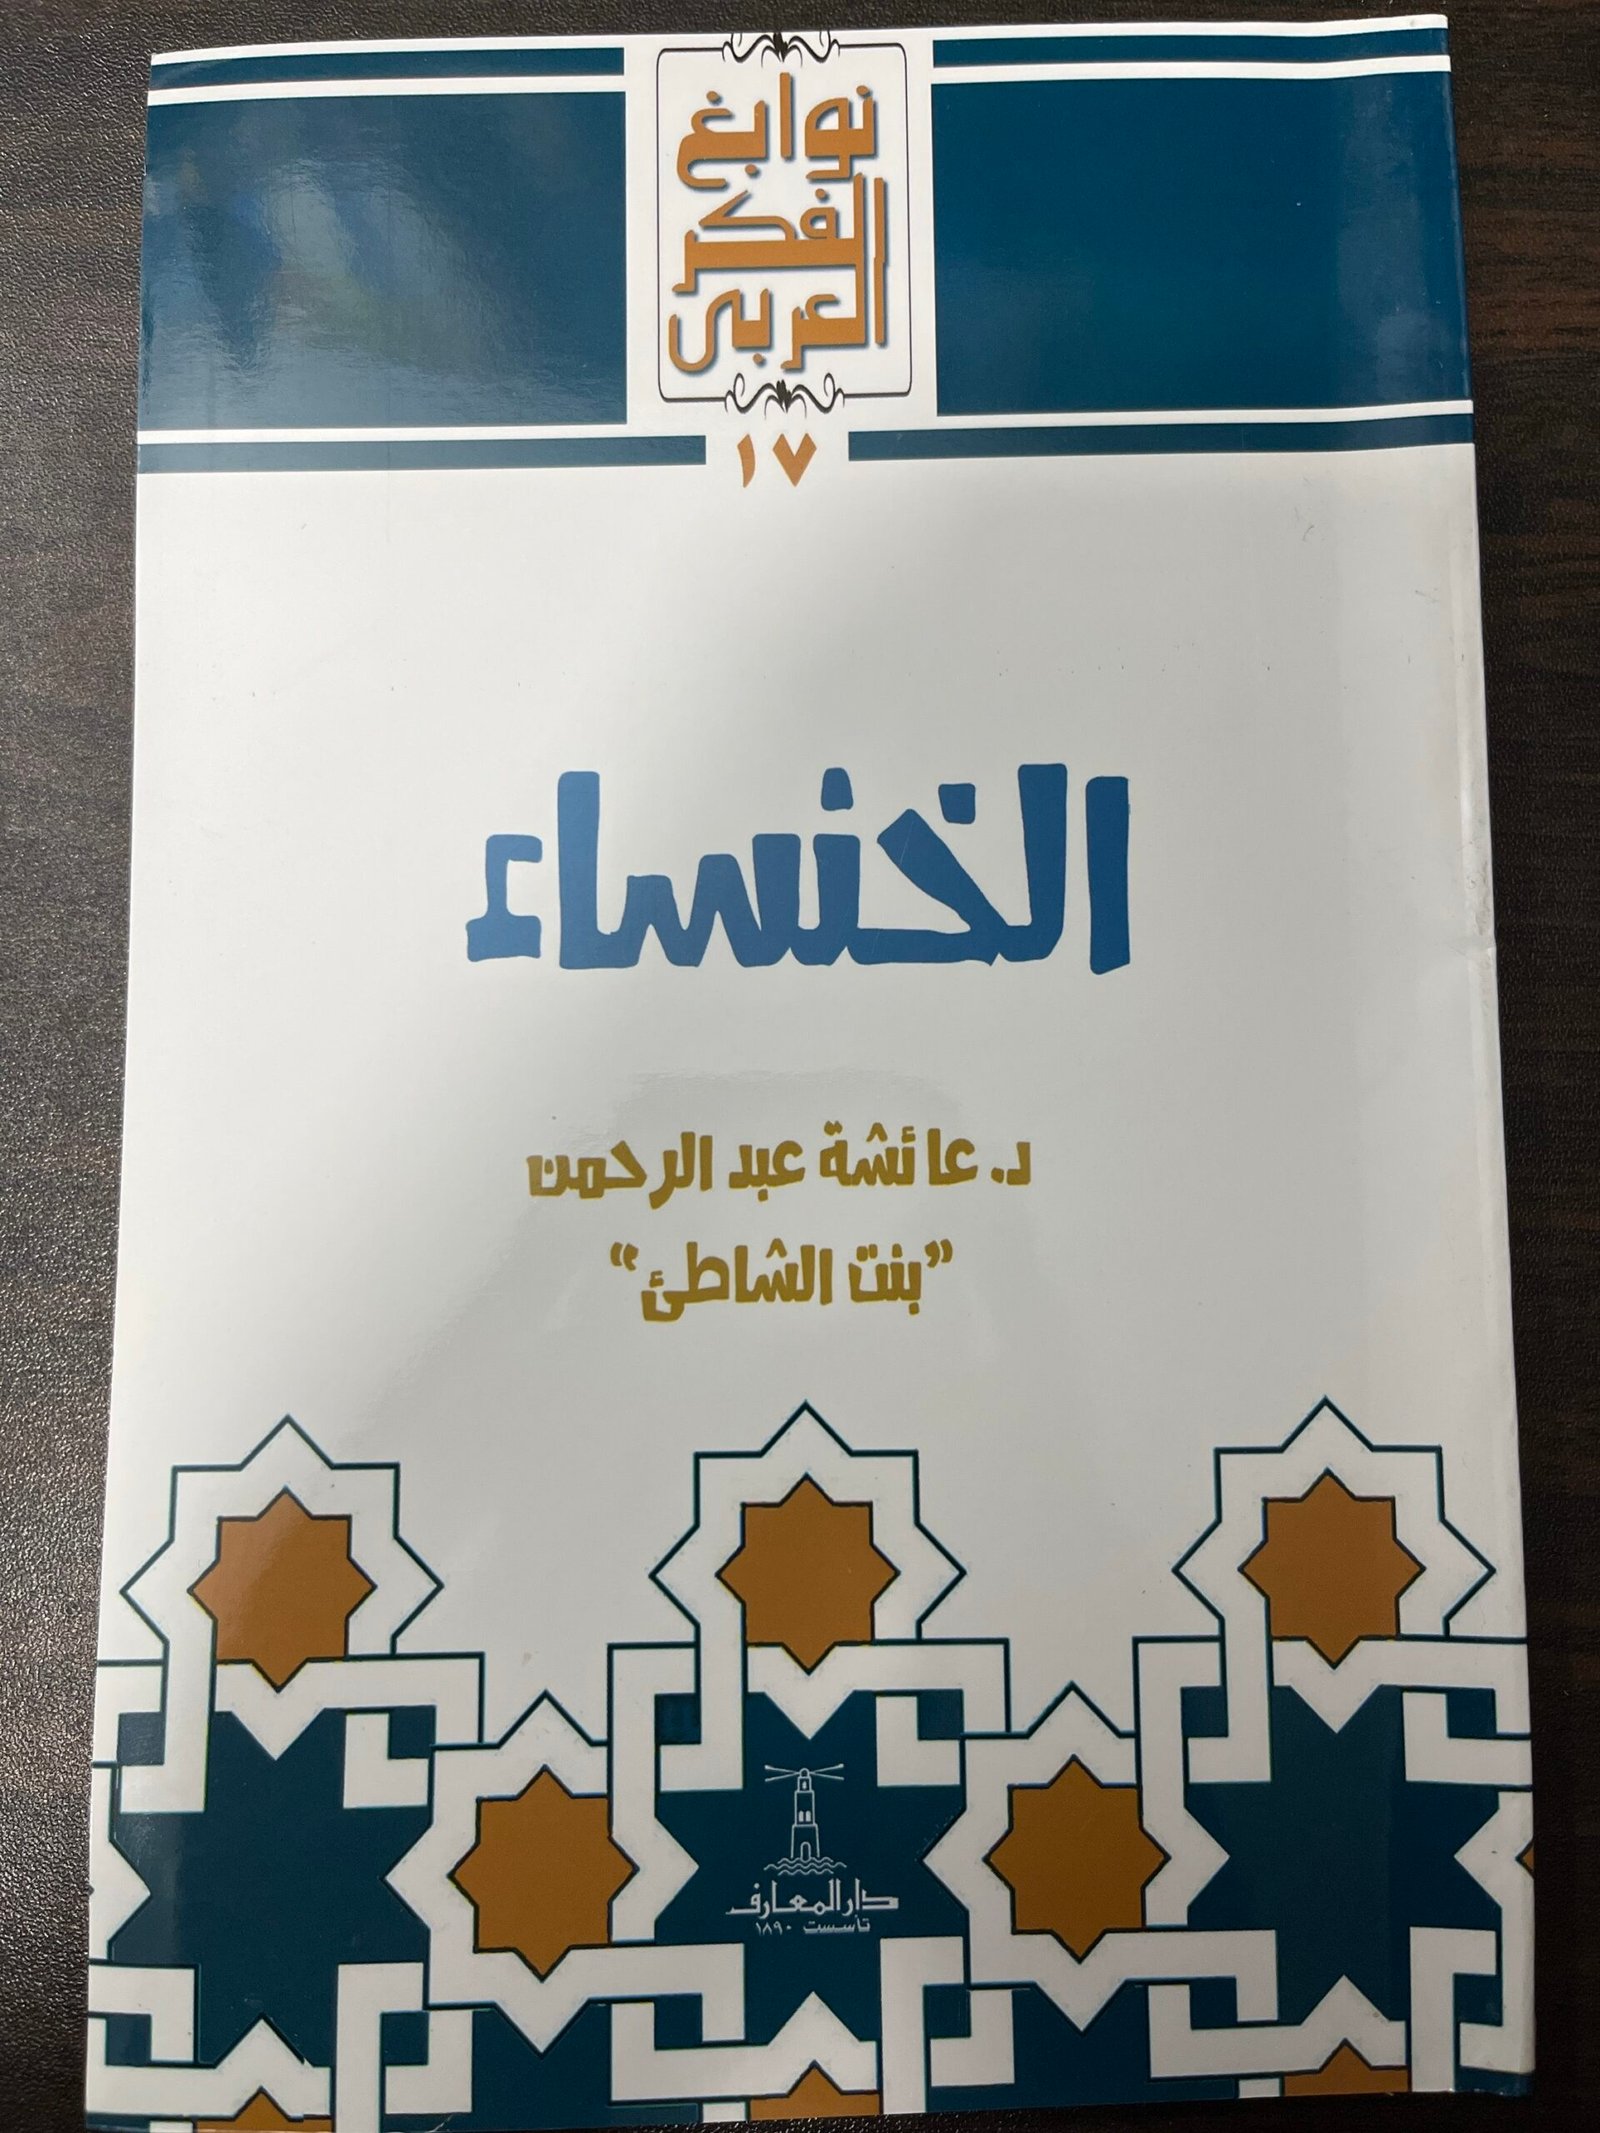 نوابغ
الفكر
العربى
١٧
الخنساء
د. عائشة عبد الرحمن
”بنت الشاطئ“
دار المعارف
تأسست ١٨٩٠